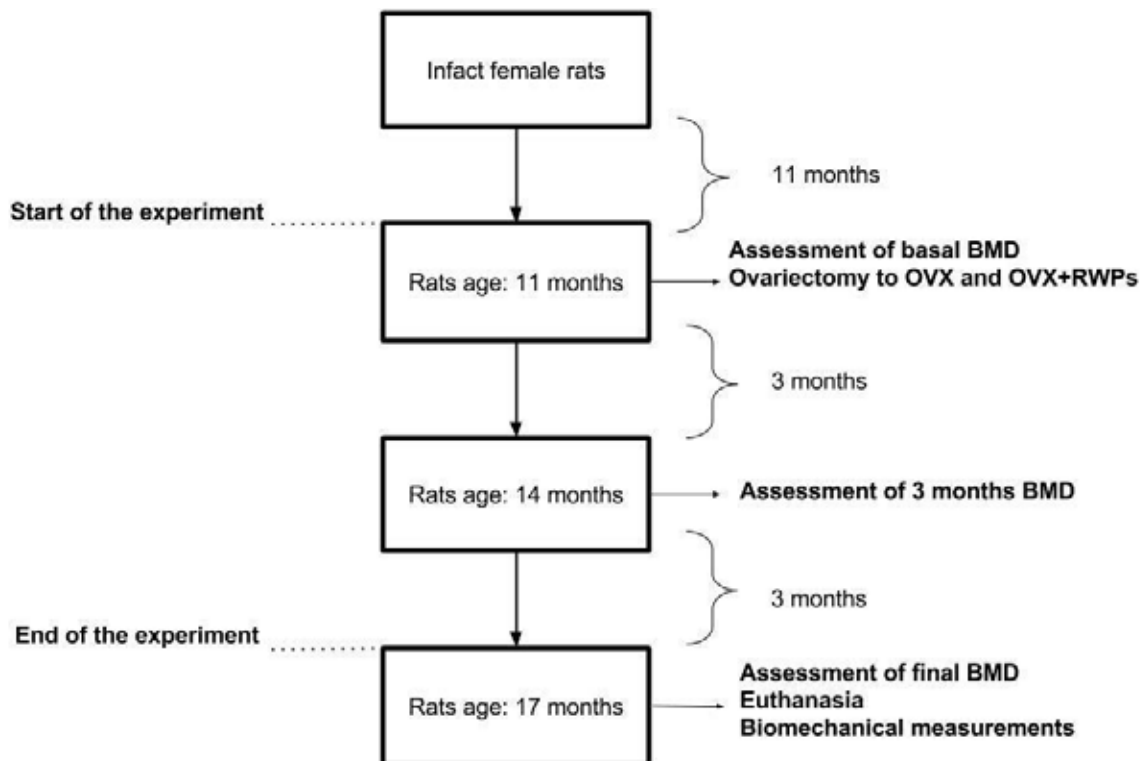 Infact female rats
11 months
Start of the experiment
Rats age: 11 months
Assessment of basal BMD
Ovariectomy to OVX and OVX+RWPs
3 months
Rats age: 14 months
Assessment of 3 months BMD
3 months
End of the experiment
Rats age: 17 months
Assessment of final BMD
Euthanasia
Biomechanical measurements